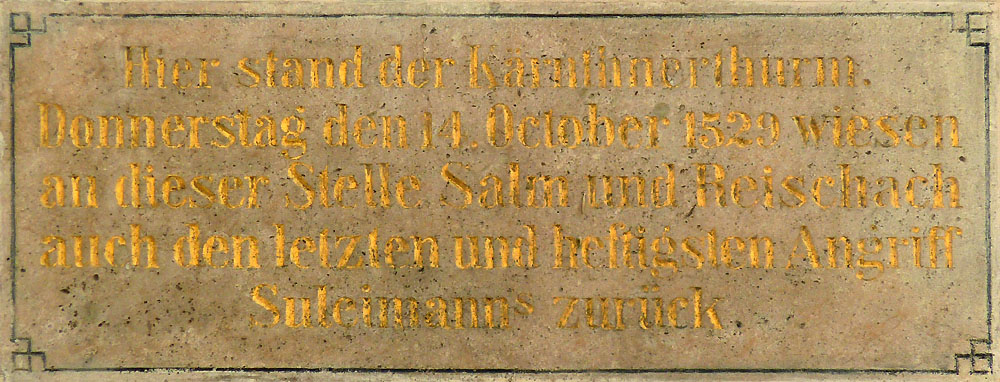 Hier stand der Kärnthnerthurm.
Donnerstag den 14. October 1529 wiesen
an dieser Stelle Salm und Reischach
auch den letzten und heftigsten Angriff
Suleimanns zurück.